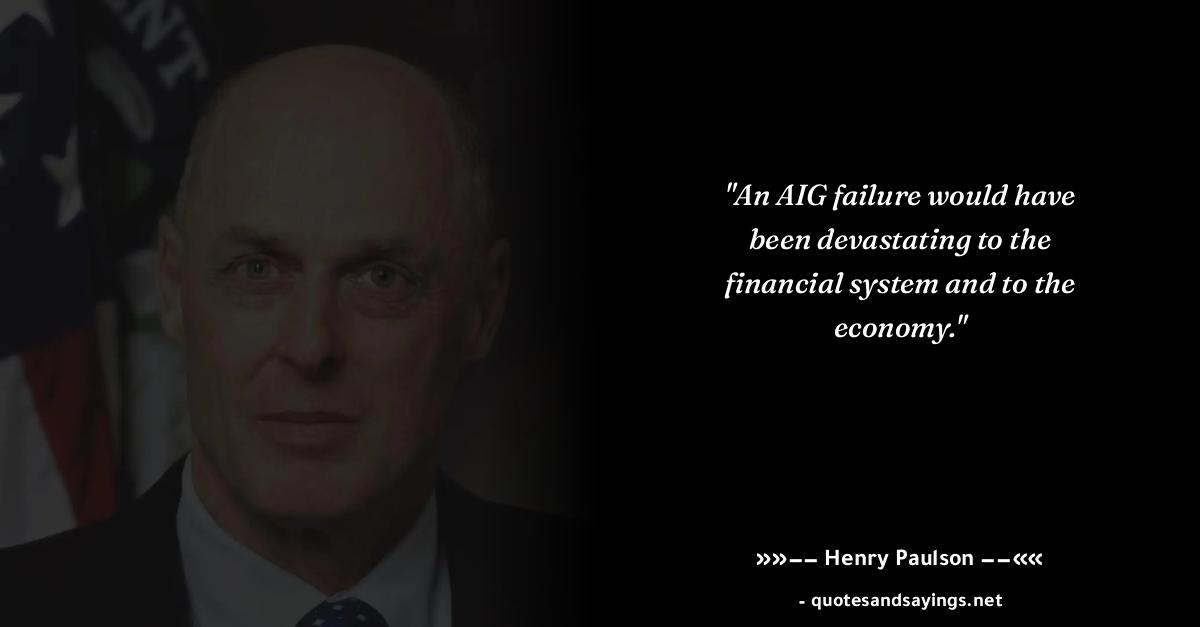 ENT
"An AIG failure would have
been devastating to the
financial system and to the
economy."
»»−− Henry Paulson −−««
- quotesandsayings.net